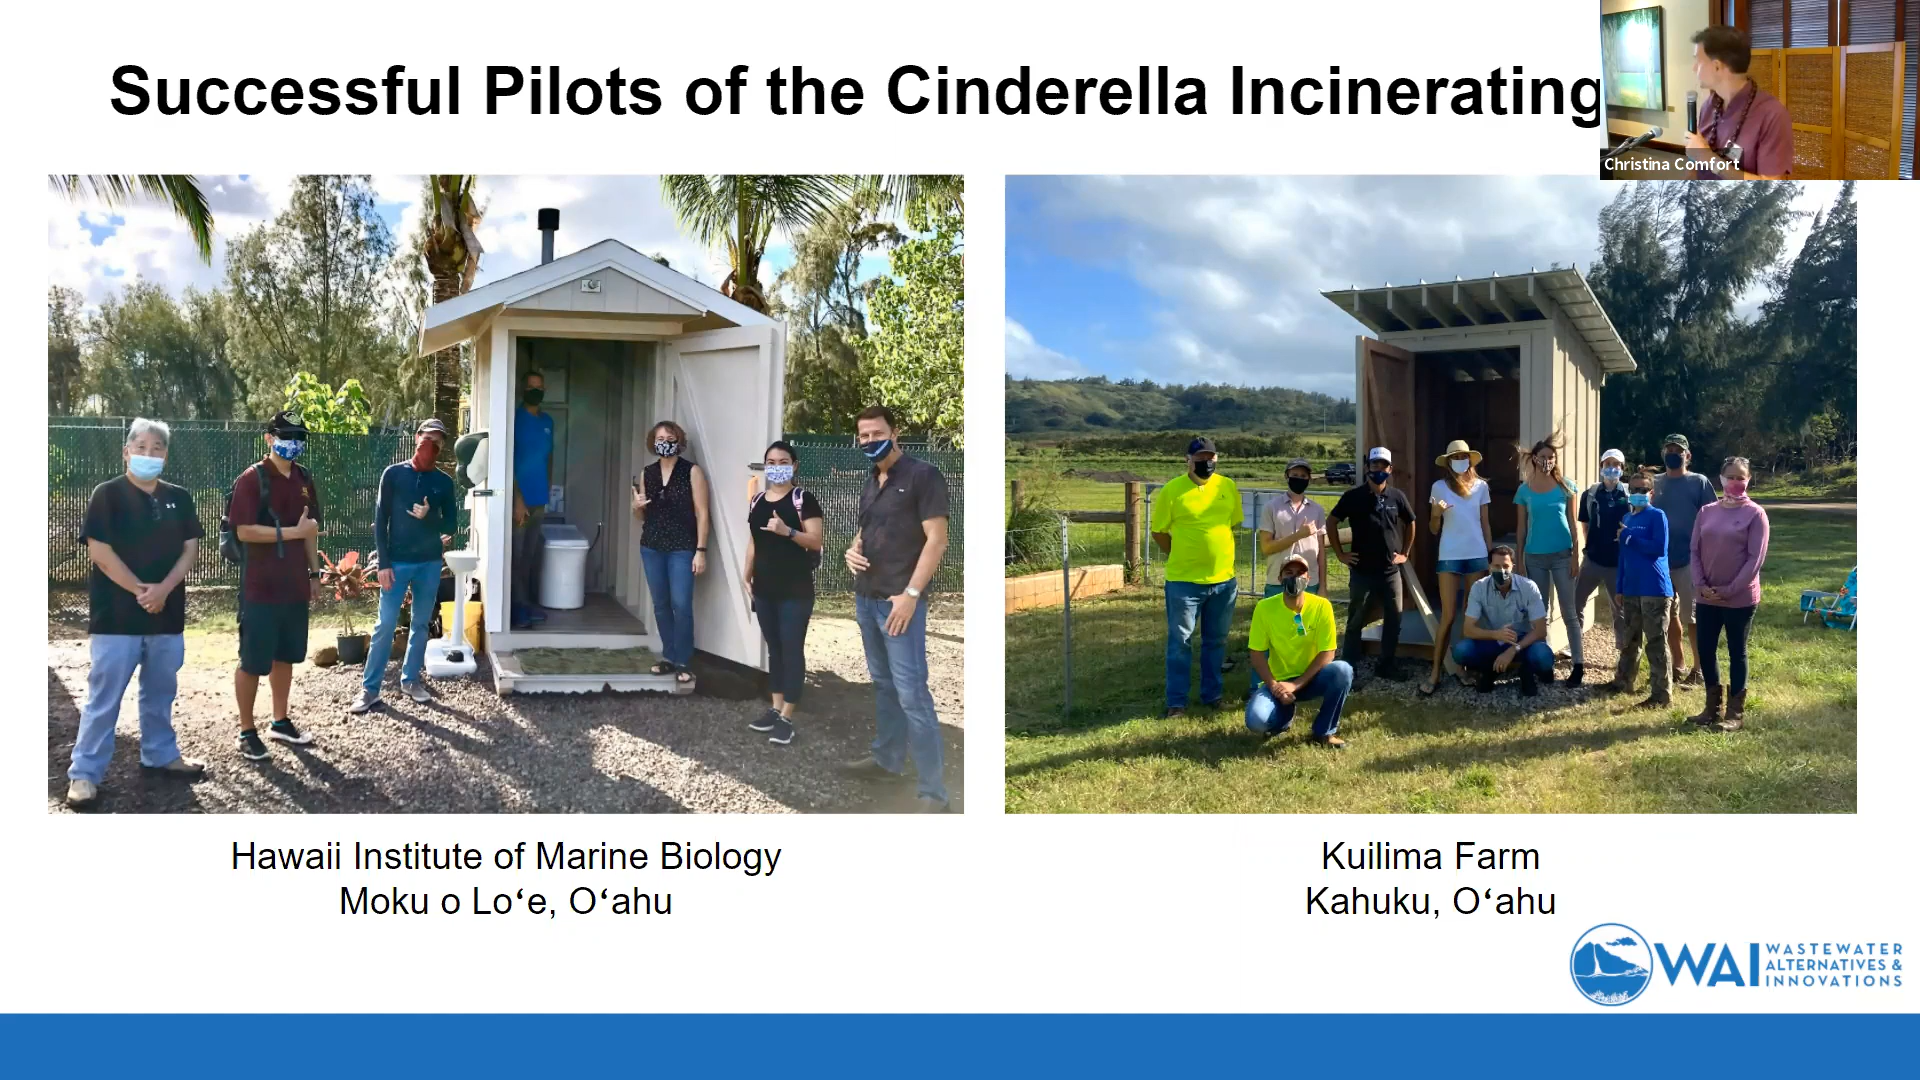 Successful Pilots of the Cinderella Incinerating
Christina Comfort
Hawaii Institute of Marine Biology
Moku o Loʻe, Oʻahu
Kuilima Farm
Kahuku, Oʻahu
WAI
WASTEWATER
ALTERNATIVES &
INNOVATIONS